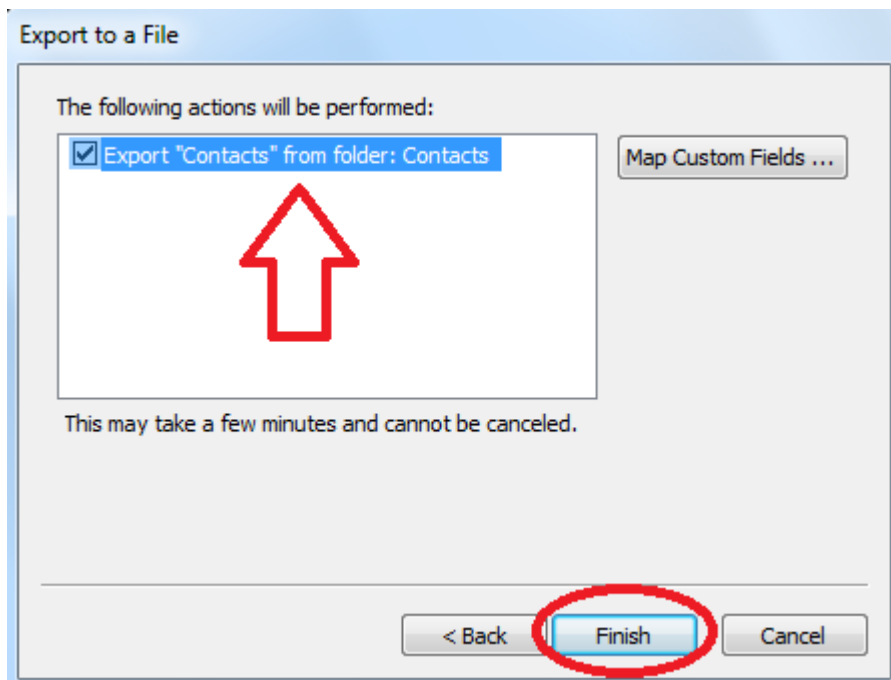 Export to a File
The following actions will be performed:
Export "Contacts" from folder: Contacts
Map Custom Fields ...
This may take a few minutes and cannot be canceled.
< Back
Finish
Cancel